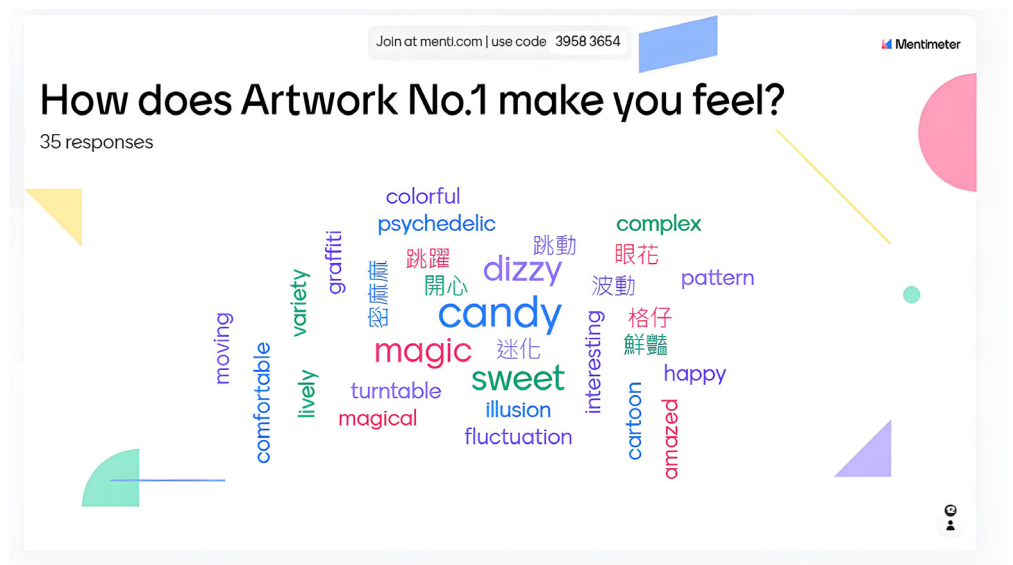 Join at menti.com | use code 3958 3654
Mentimeter
How does Artwork No.1 make you feel?
35 responses
colorful
psychedelic
complex
graffiti
跳躍
跳動
眼花
dizzy
variety
密麻麻
開心
波動
pattern
candy
格仔
moving
magic
迷化
鮮豔
interesting
comfortable
lively
turntable
sweet
happy
magical
illusion
cartoon
amazed
fluctuation